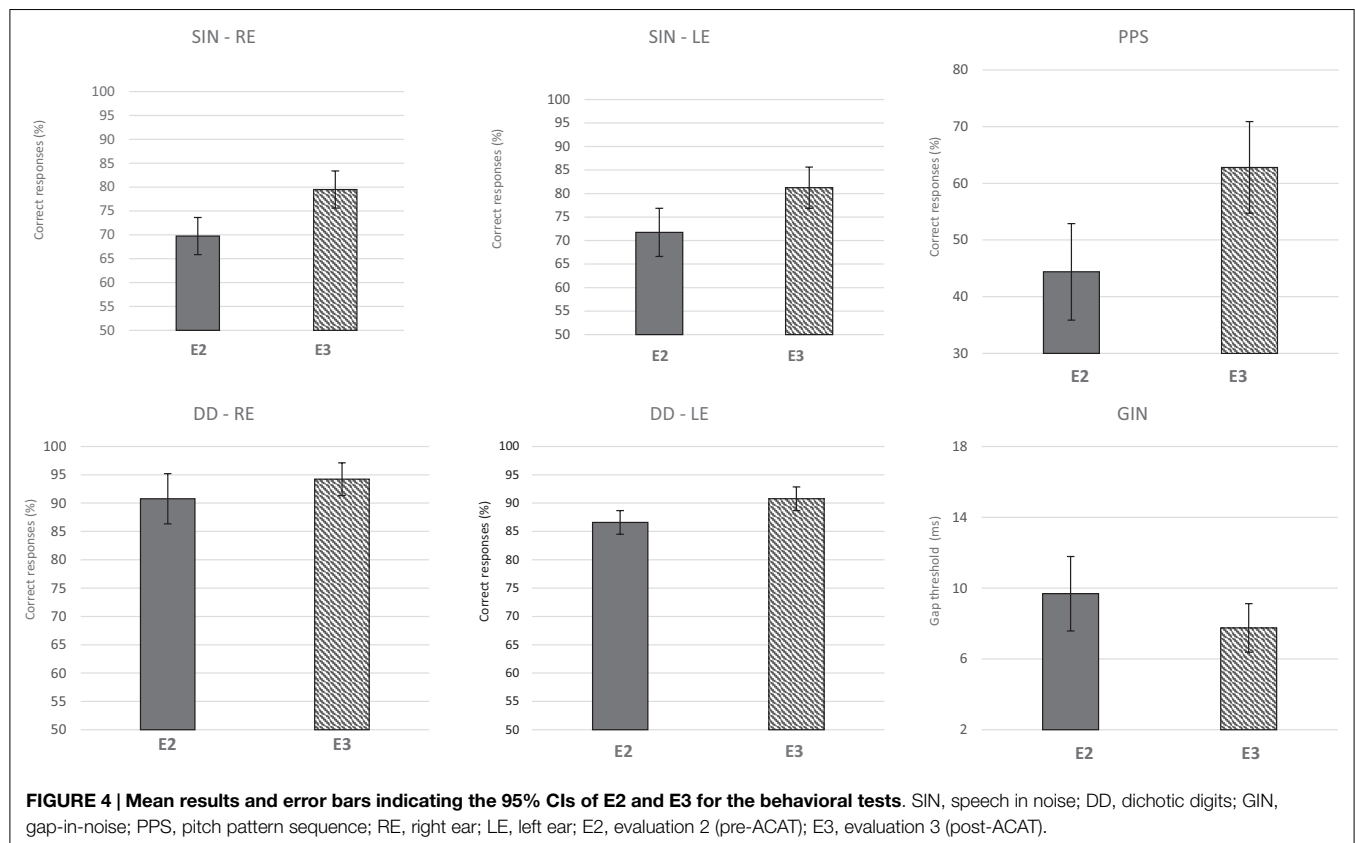 SIN - RE
Correct responses (%)
100
95
90
85
80
75
70
65
60
55
50
E2 E3
SIN - LE
Correct responses (%)
100
95
90
85
80
75
70
65
60
55
50
E2 E3
PPS
Correct responses (%)
80
70
60
50
40
30
E2 E3
DD - RE
Correct responses (%)
100
95
90
85
80
75
70
65
60
55
50
E2 E3
DD - LE
Correct responses (%)
100
95
90
85
80
75
70
65
60
55
50
E2 E3
GIN
Gap threshold (ms)
18
14
10
6
2
E2 E3
FIGURE 4 | Mean results and error bars indicating the 95% CIs of E2 and E3 for the behavioral tests. SIN, speech in noise; DD, dichotic digits; GIN,
gap-in-noise; PPS, pitch pattern sequence; RE, right ear; LE, left ear; E2, evaluation 2 (pre-ACAT); E3, evaluation 3 (post-ACAT).